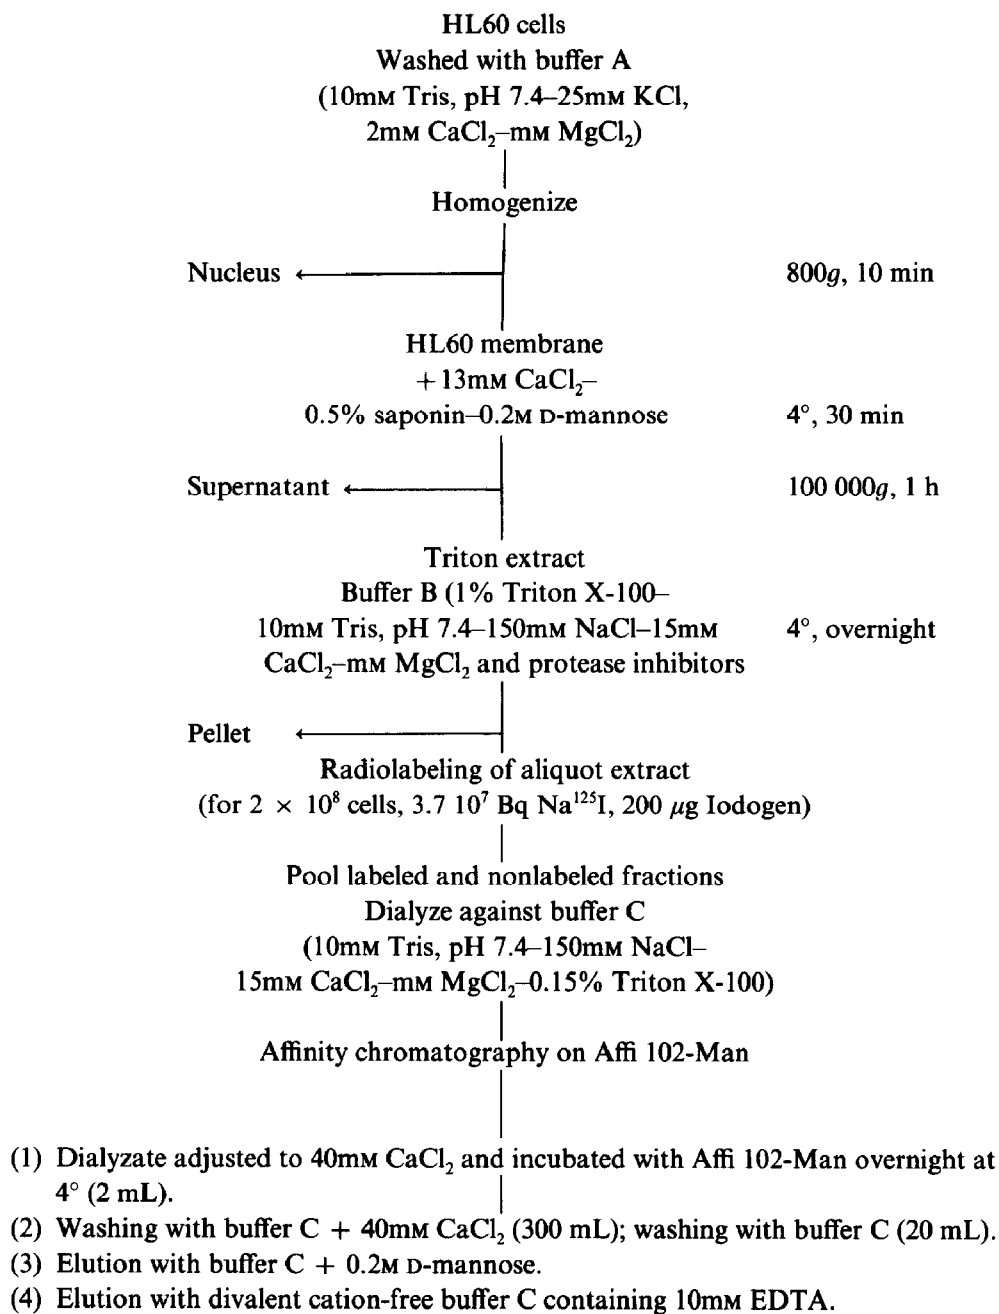 HL60 cells
Washed with buffer A
(10mM Tris, pH 7.4–25mM KCl,
2mM CaCl₂–mM MgCl₂)
Homogenize
Nucleus
800g, 10 min
HL60 membrane
+ 13mM CaCl₂–
0.5% saponin–0.2M D-mannose
4°, 30 min
Supernatant
100 000g, 1 h
Triton extract
Buffer B (1% Triton X-100–
10mM Tris, pH 7.4–150mM NaCl–15mM
4°, overnight
CaCl₂–mM MgCl₂ and protease inhibitors
Pellet
Radiolabeling of aliquot extract
(for 2 × 10⁸ cells, 3.7 10⁷ Bq Na¹²⁵I, 200 μg Iodogen)
Pool labeled and nonlabeled fractions
Dialyze against buffer C
(10mM Tris, pH 7.4–150mM NaCl–
15mM CaCl₂–mM MgCl₂–0.15% Triton X-100)
Affinity chromatography on Affi 102-Man
(1) Dialyzate adjusted to 40mM CaCl₂ and incubated with Affi 102-Man overnight at
4° (2 mL).
(2) Washing with buffer C + 40mM CaCl₂ (300 mL); washing with buffer C (20 mL).
(3) Elution with buffer C + 0.2M D-mannose.
(4) Elution with divalent cation-free buffer C containing 10mM EDTA.